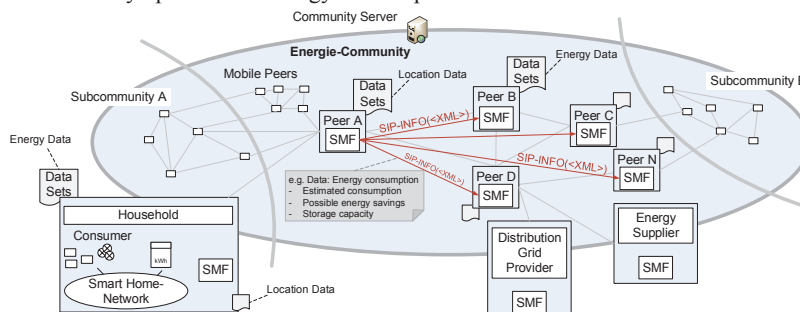 Community Server
Energie-Community
Energy Data
Data
Sets
Location Data
Data
Sets
Mobile Peers
Subcommunity A
Peer A
SMF
Peer B
SMF
Peer C
SMF
Subcommunity B
SIP-INFO(<XML>)
SIP-INFO(<XML>)
SIP-INFO(<XML>)
Peer N
SMF
Peer D
SMF
e.g. Data: Energy consumption
- Estimated consumption
- Possible energy savings
- Storage capacity
Energy Data
Data
Sets
Household
Consumer
kWh
SMF
Smart Home-
Network
Location Data
Distribution
Grid
Provider
SMF
Energy
Supplier
SMF